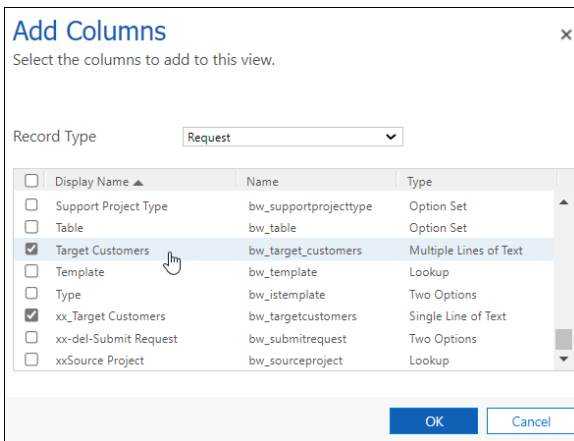 Add Columns
Select the columns to add to this view.
Record Type Request
Display Name Name Type
Support Project Type bw_supportprojecttype Option Set
Table bw_table Option Set
Target Customers bw_target_customers Multiple Lines of Text
Template bw_template Lookup
Type bw_istemplate Two Options
xx_Target Customers bw_targetcustomers Single Line of Text
xx-del-Submit Request bw_submitrequest Two Options
xxSource Project bw_sourceproject Lookup
OK Cancel